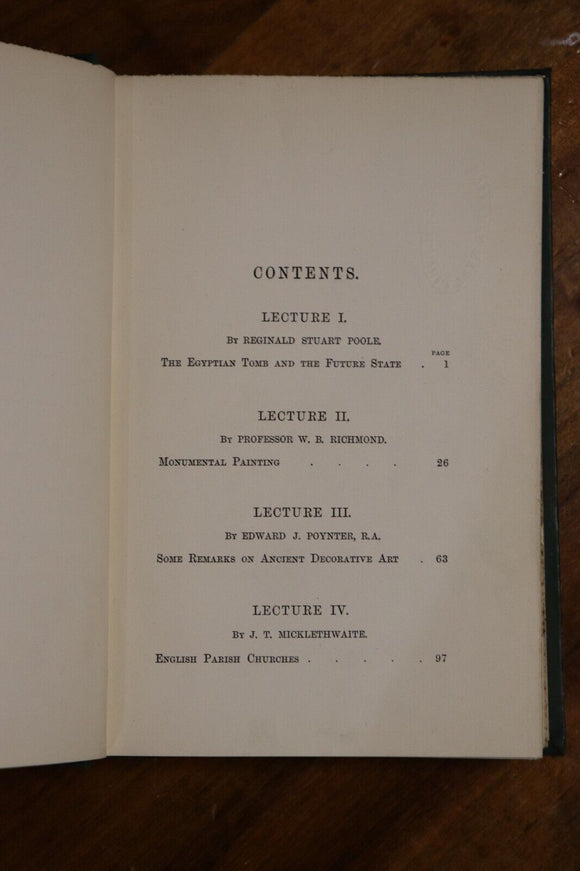 CONTENTS.
LECTURE I.
By REGINALD STUART POOLE.
PAGE
The Egyptian Tomb and the Future State . 1
LECTURE II.
By PROFESSOR W. B. RICHMOND.
Monumental Painting . . . . 26
LECTURE III.
By EDWARD J. POYNTER, R.A.
Some Remarks on Ancient Decorative Art . 63
LECTURE IV.
By J. T. MICKLETHWAITE.
English Parish Churches . . . . . 97